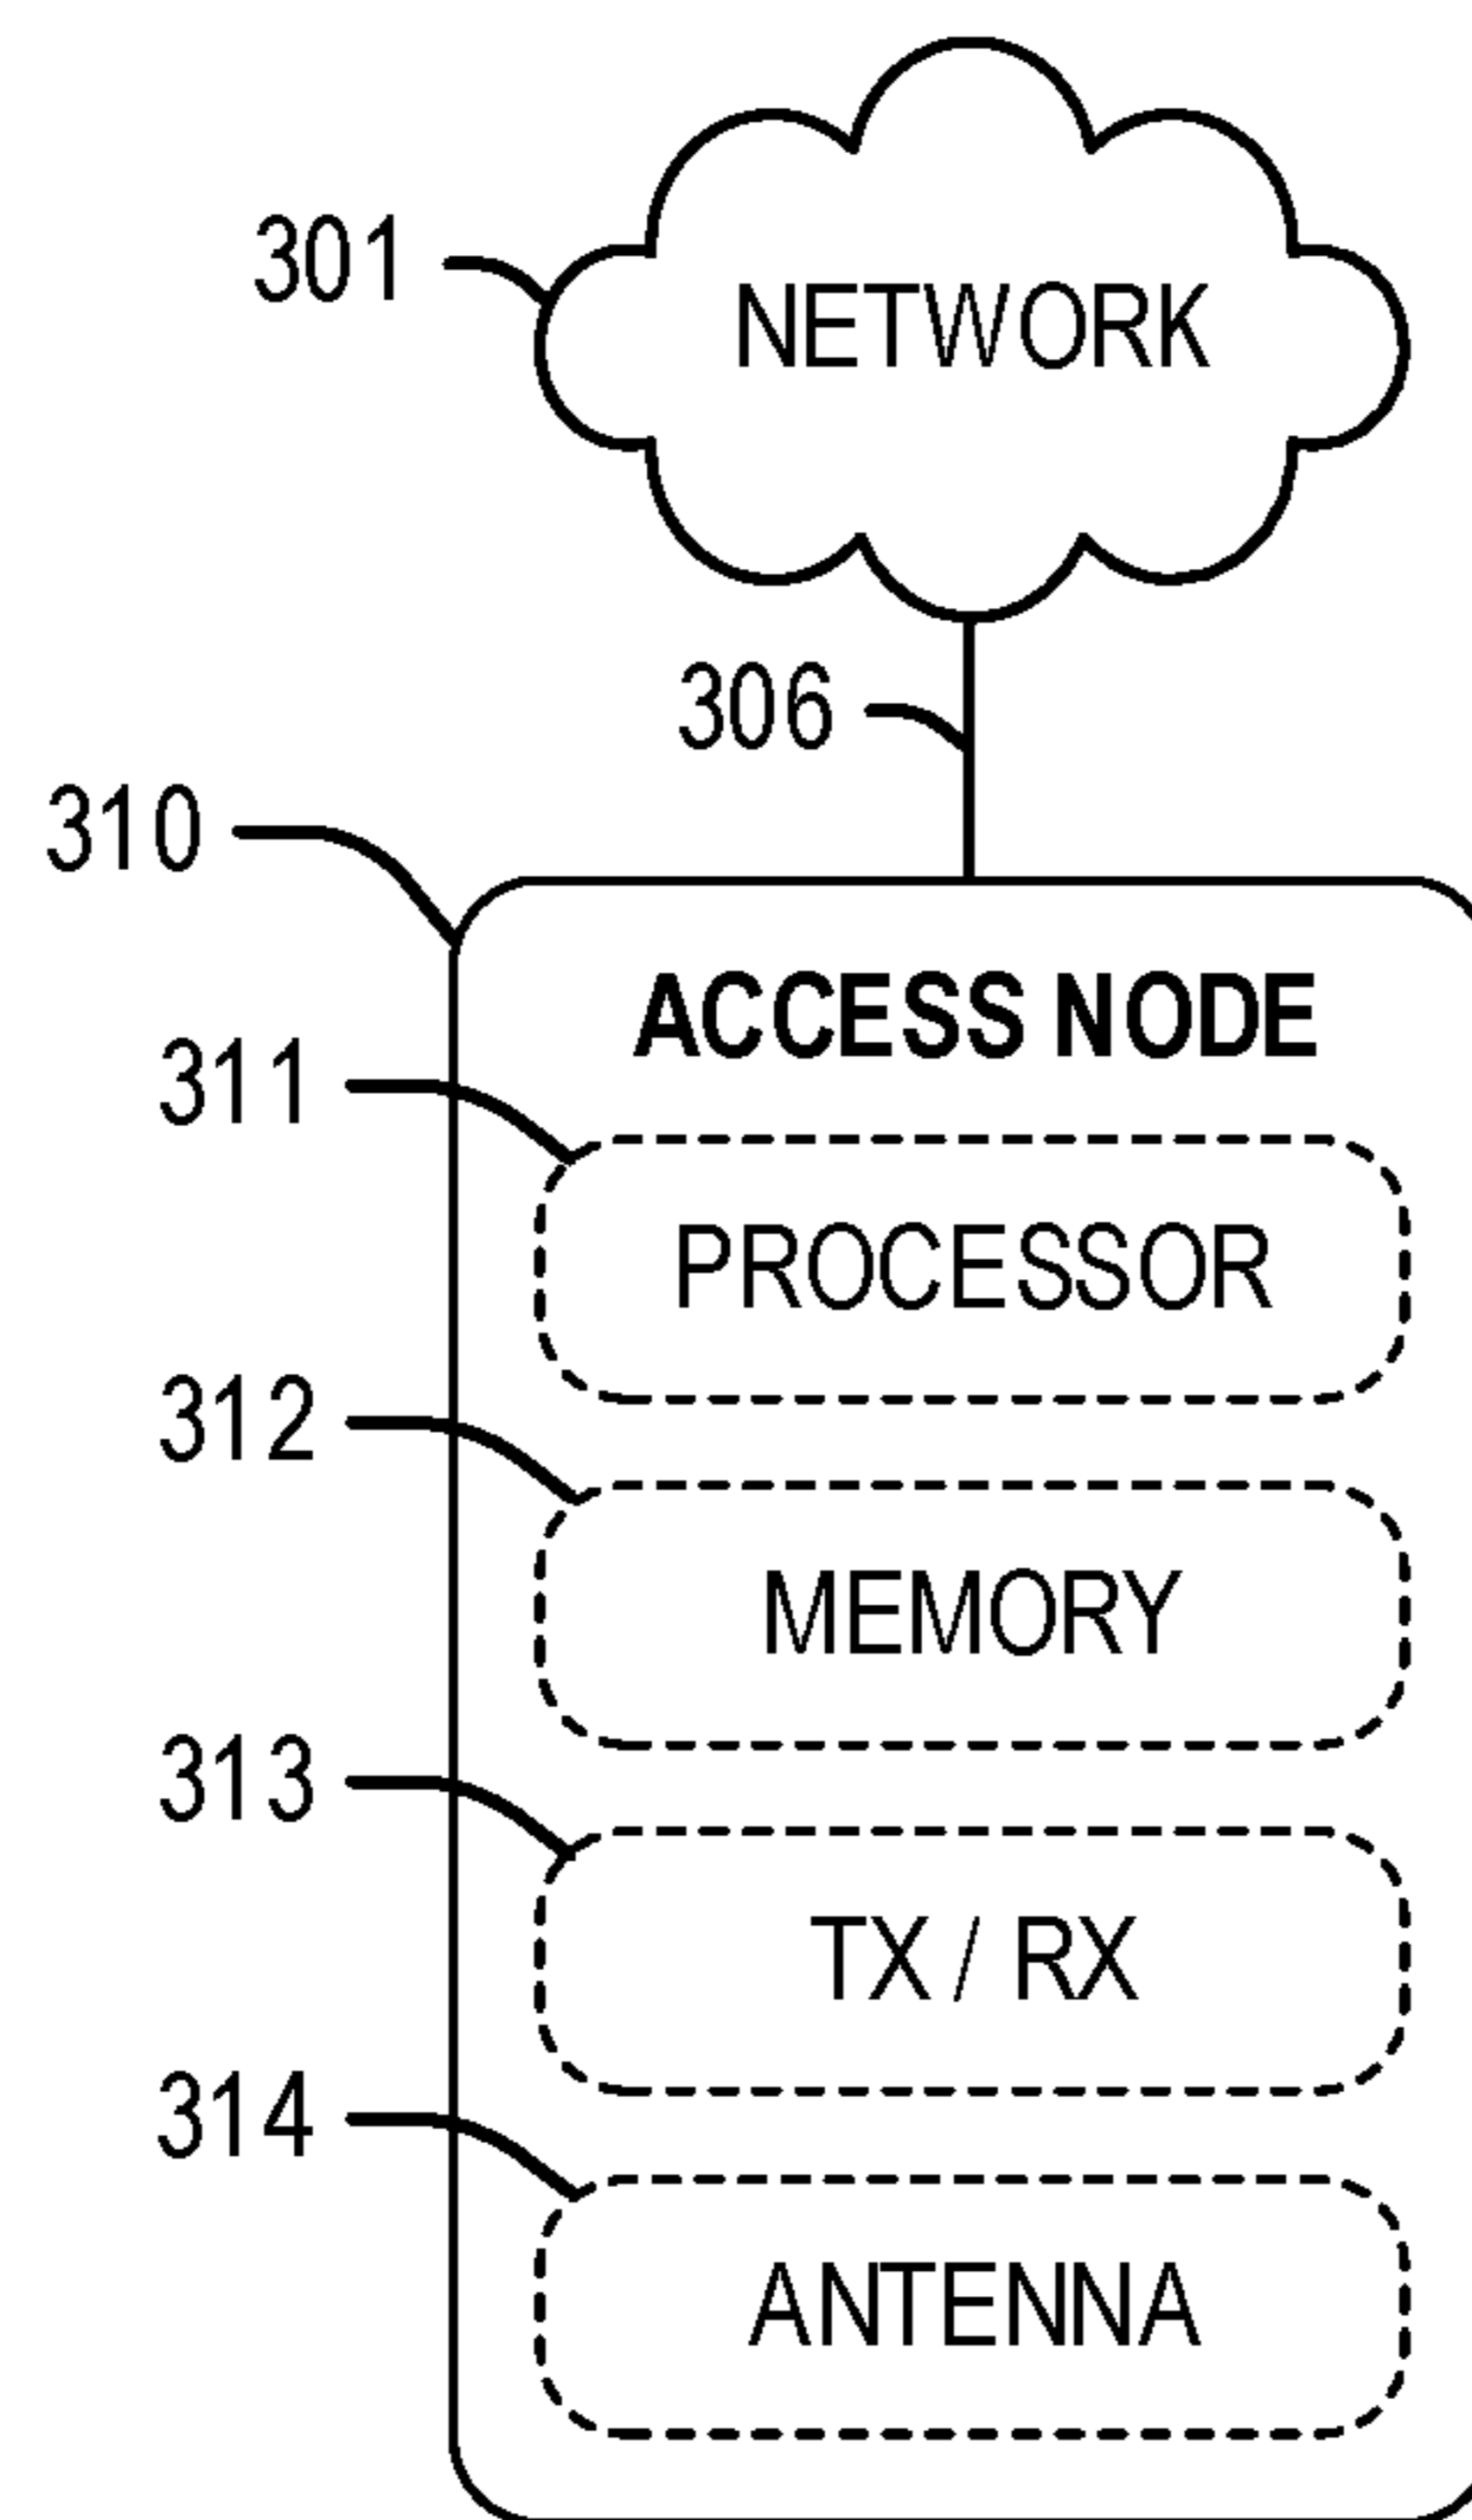 301
NETWORK
306
310
ACCESS NODE
311
PROCESSOR
312
MEMORY
313
TX / RX
314
ANTENNA